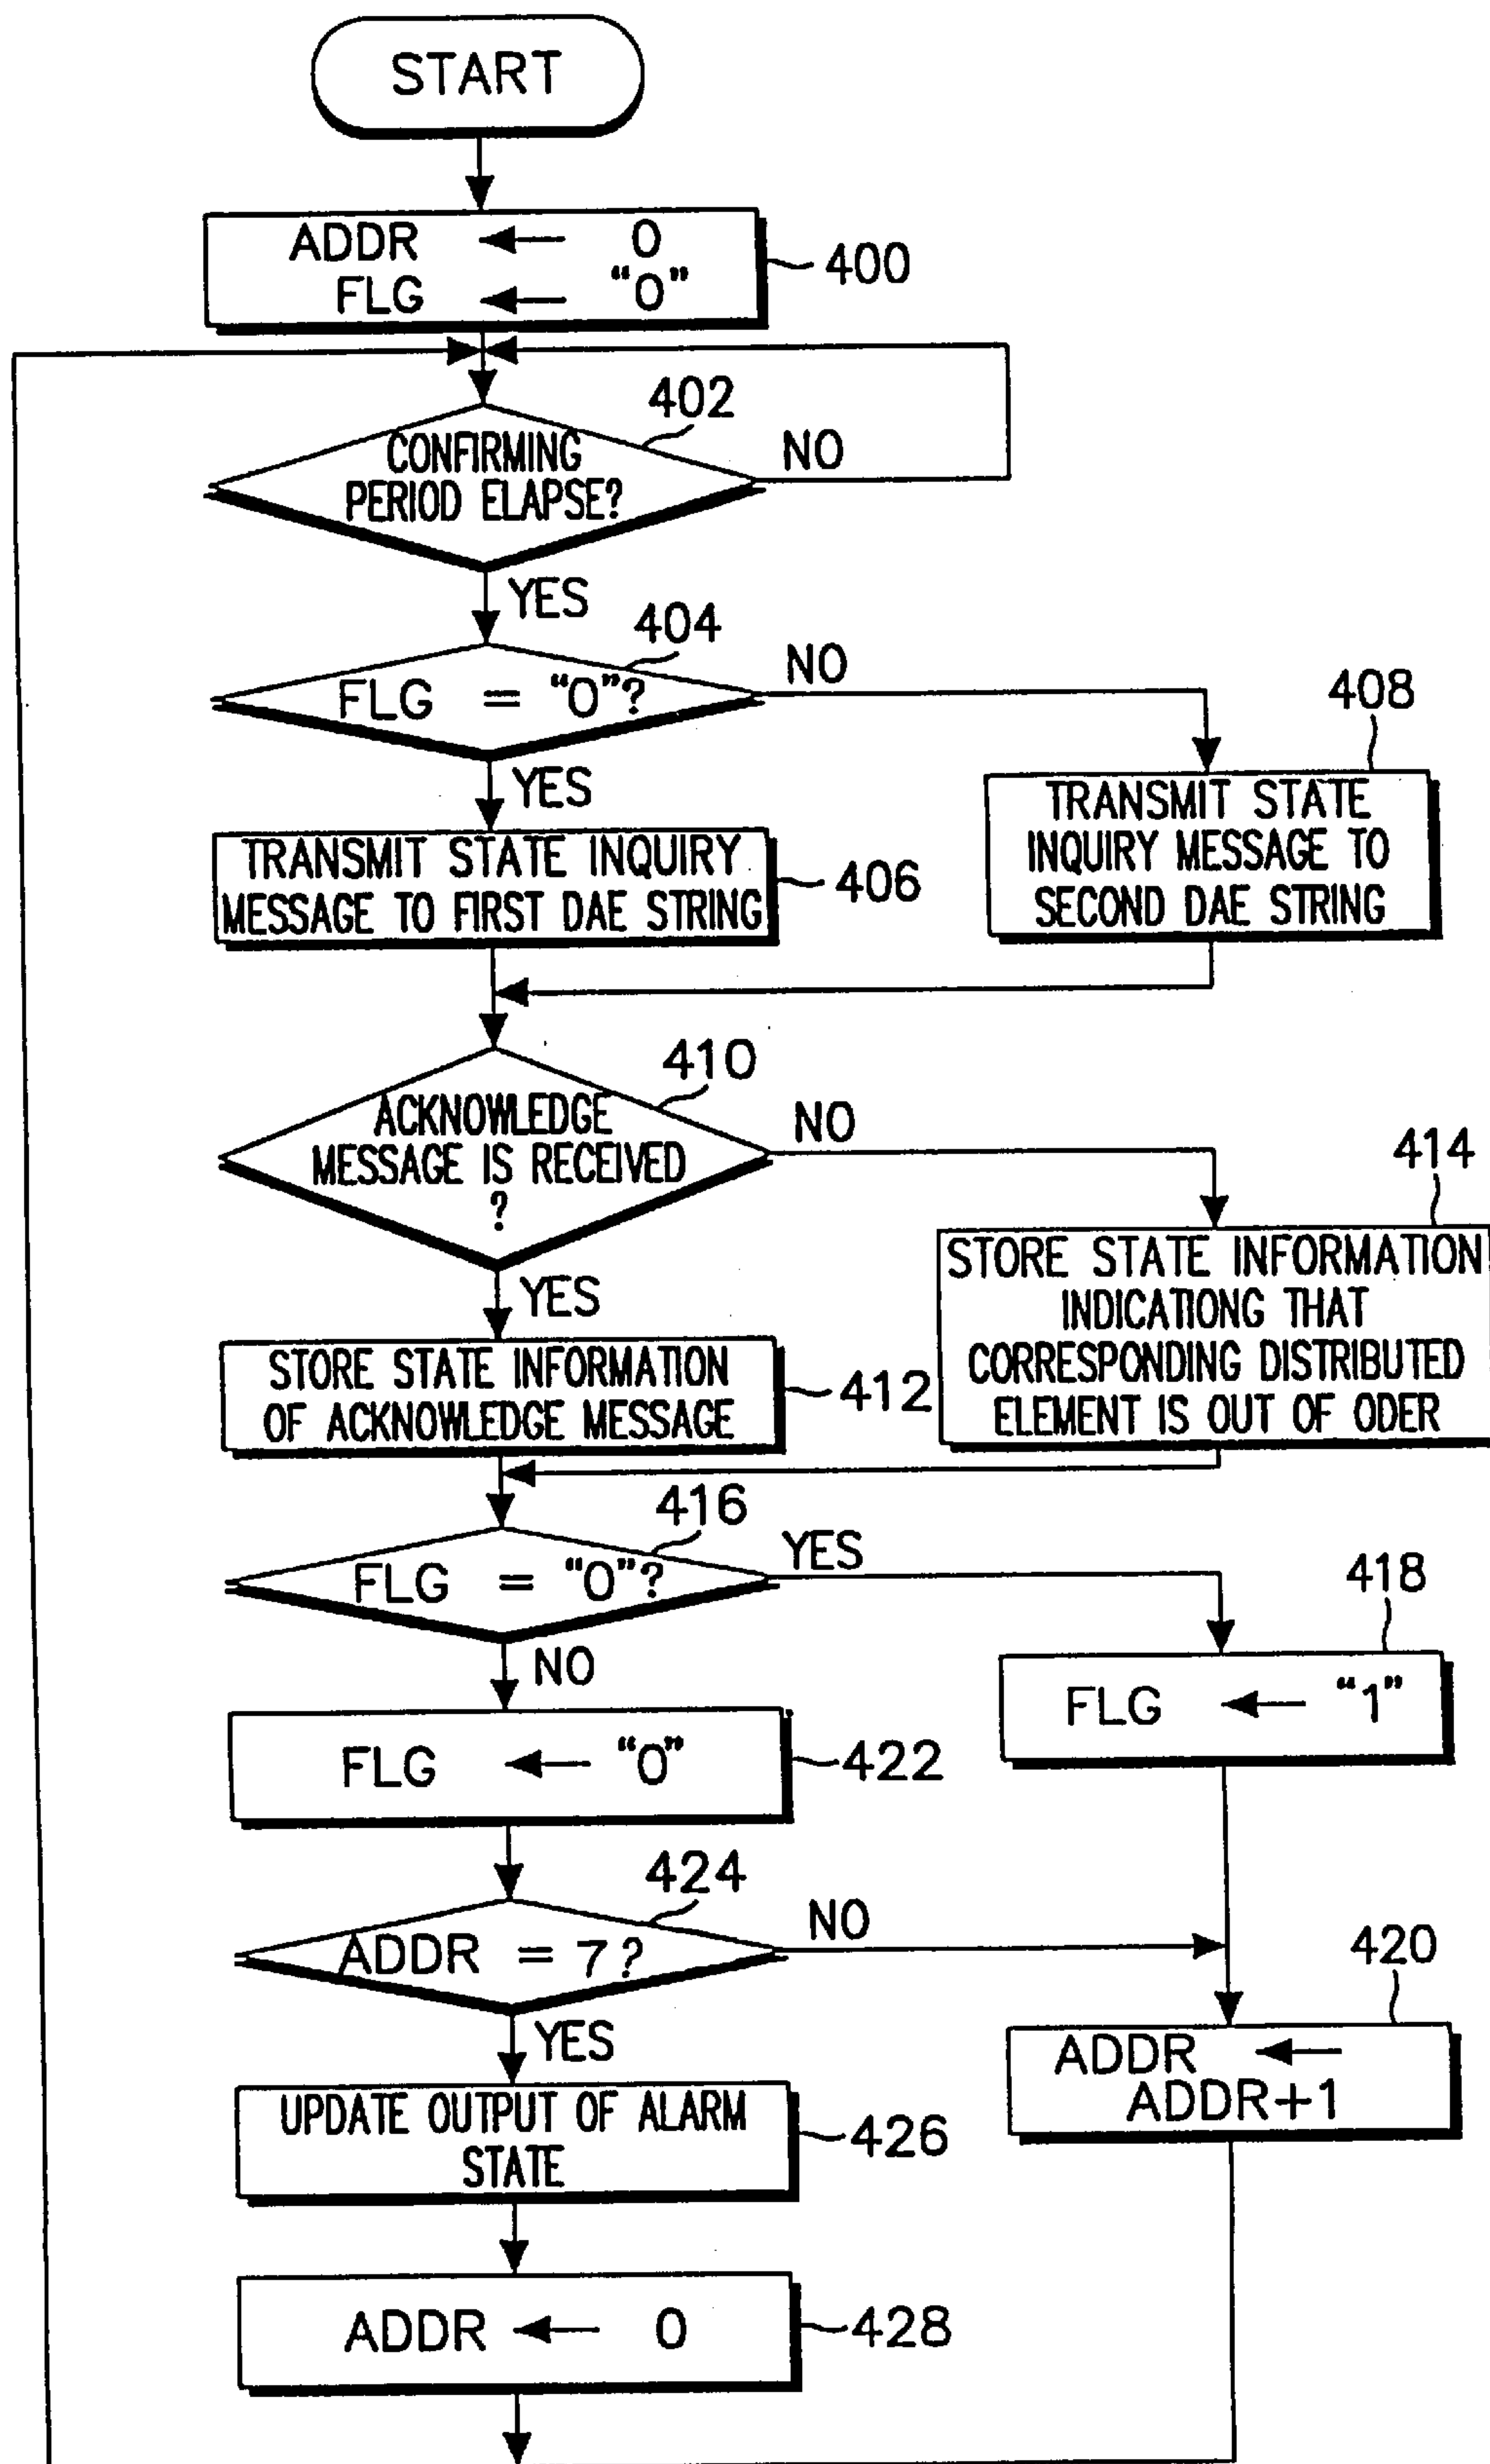 START
ADDR ← 0
FLG ← “0”
400
402
CONFIRMING
PERIOD ELAPSE?
NO
YES
404
FLG = “0”?
NO
YES
408
TRANSMIT STATE
INQUIRY MESSAGE TO
SECOND DAE STRING
TRANSMIT STATE INQUIRY
MESSAGE TO FIRST DAE STRING
406
410
ACKNOWLEDGE
MESSAGE IS RECEIVED
?
NO
YES
414
STORE STATE INFORMATION
INDICATIONG THAT
CORRESPONDING DISTRIBUTED
ELEMENT IS OUT OF ODER
STORE STATE INFORMATION
OF ACKNOWLEDGE MESSAGE
412
416
FLG = “0”?
YES
NO
418
FLG ← “1”
FLG ← “0”
422
424
ADDR = 7?
NO
YES
420
ADDR ←
ADDR+1
UPDATE OUTPUT OF ALARM
STATE
426
ADDR ← 0
428